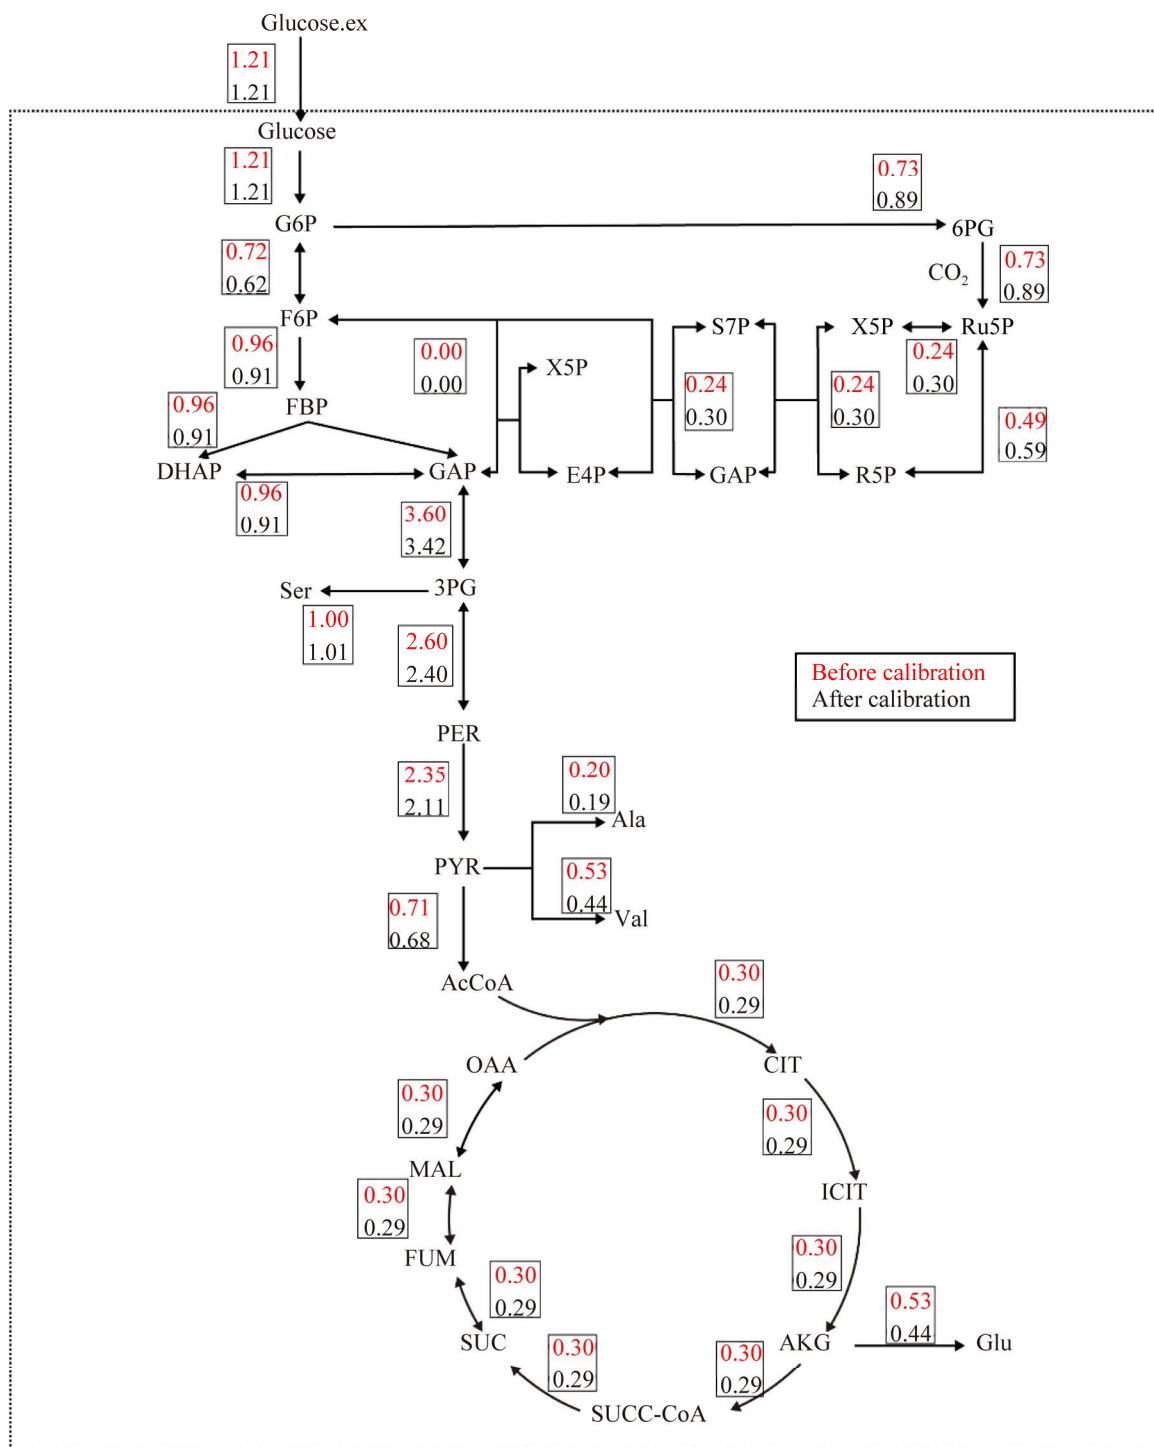 Glucose.ex
1.21
1.21
Glucose
1.21
1.21
G6P
0.73
0.89
6PG
CO2
0.73
0.89
0.72
0.62
F6P
S7P
X5P
Ru5P
0.96
0.91
0.00
0.00
X5P
0.24
0.30
0.24
0.30
0.24
0.30
FBP
0.96
0.91
0.49
0.59
DHAP
GAP
E4P
GAP
R5P
0.96
0.91
3.60
3.42
Ser
3PG
1.00
1.01
2.60
2.40
Before calibration
After calibration
PER
2.35
2.11
0.20
0.19
Ala
PYR
0.53
0.44
Val
0.71
0.68
AcCoA
0.30
0.29
OAA
CIT
0.30
0.29
0.30
0.29
MAL
ICIT
0.30
0.29
FUM
0.30
0.29
0.30
0.29
0.53
0.44
SUC
AKG
Glu
0.30
0.29
0.30
0.29
SUCC-CoA